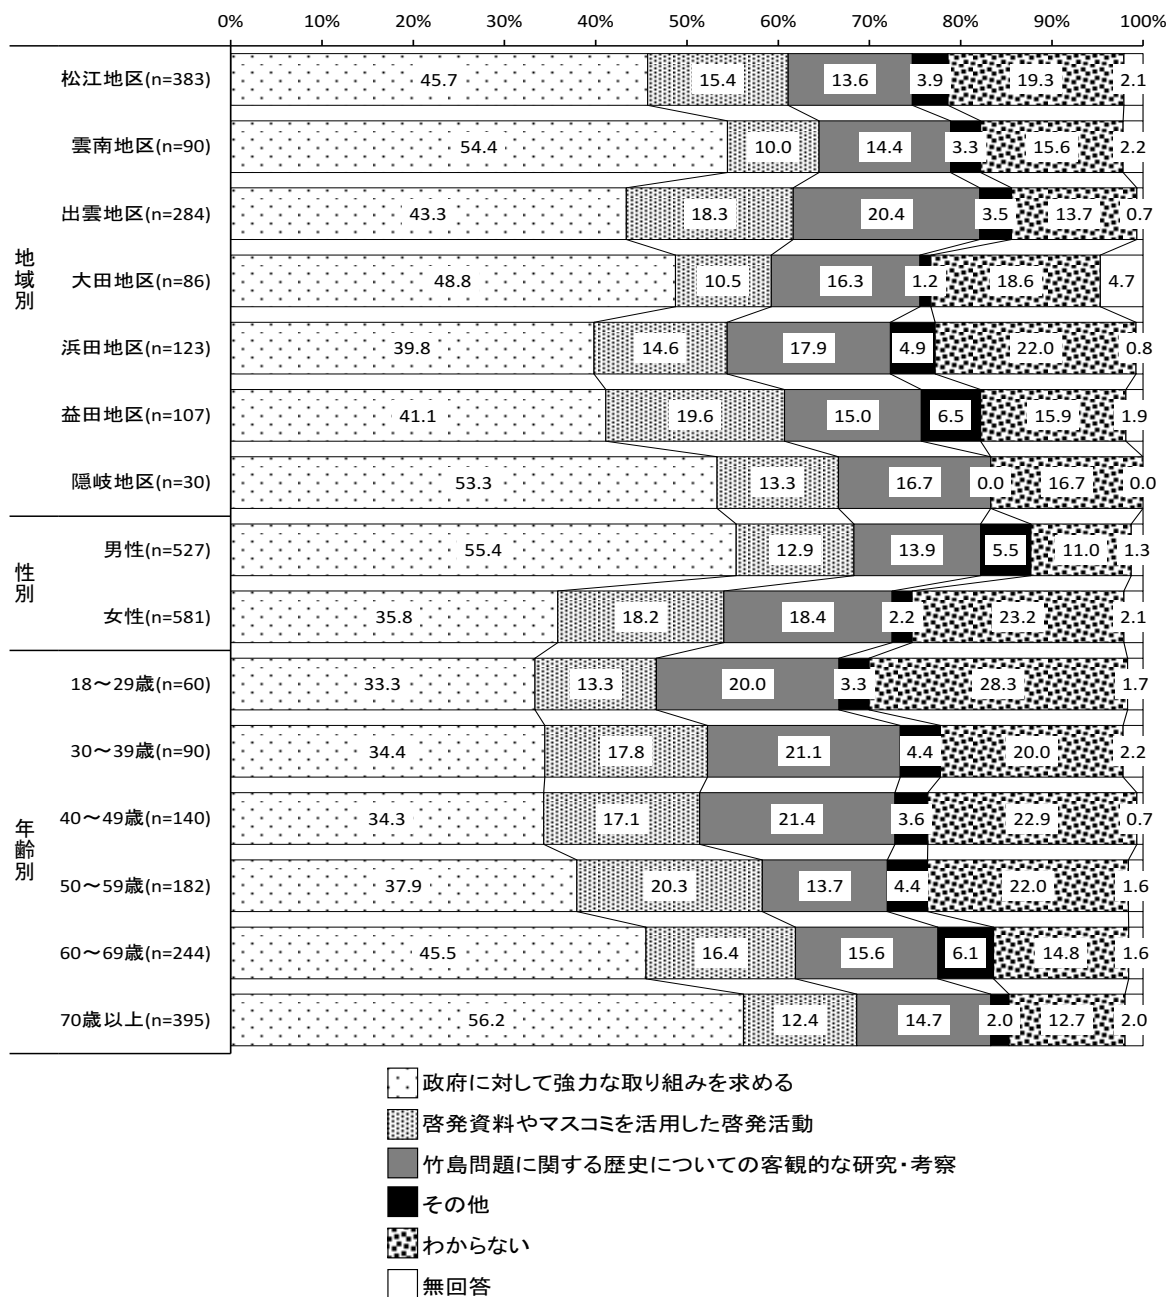 0% 10% 20% 30% 40% 50% 60% 70% 80% 90% 100%
地域別
松江地区(n=383) 45.7 15.4 13.6 3.9 19.3 2.1
雲南地区(n=90) 54.4 10.0 14.4 3.3 15.6 2.2
出雲地区(n=284) 43.3 18.3 20.4 3.5 13.7 0.7
大田地区(n=86) 48.8 10.5 16.3 1.2 18.6 4.7
浜田地区(n=123) 39.8 14.6 17.9 4.9 22.0 0.8
益田地区(n=107) 41.1 19.6 15.0 6.5 15.9 1.9
隠岐地区(n=30) 53.3 13.3 16.7 0.0 16.7 0.0
性別
男性(n=527) 55.4 12.9 13.9 5.5 11.0 1.3
女性(n=581) 35.8 18.2 18.4 2.2 23.2 2.1
年齢別
18～29歳(n=60) 33.3 13.3 20.0 3.3 28.3 1.7
30～39歳(n=90) 34.4 17.8 21.1 4.4 20.0 2.2
40～49歳(n=140) 34.3 17.1 21.4 3.6 22.9 0.7
50～59歳(n=182) 37.9 20.3 13.7 4.4 22.0 1.6
60～69歳(n=244) 45.5 16.4 15.6 6.1 14.8 1.6
70歳以上(n=395) 56.2 12.4 14.7 2.0 12.7 2.0
政府に対して強力な取り組みを求める
啓発資料やマスコミを活用した啓発活動
竹島問題に関する歴史についての客観的な研究・考察
その他
わからない
無回答